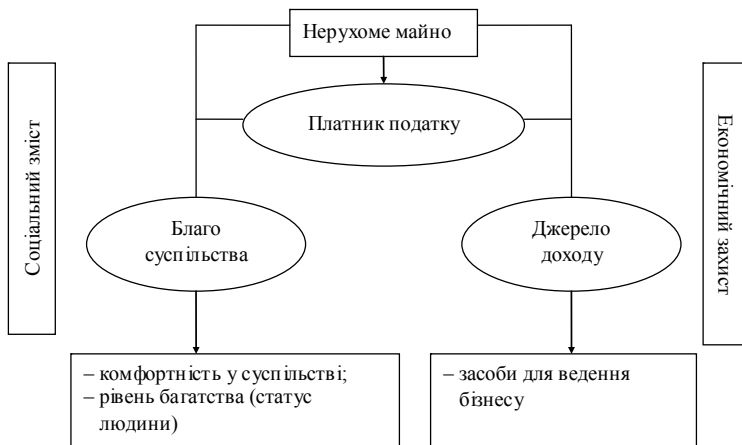 Нерухоме майно
Платник податку
Соціальний зміст
Економічний захист
Благо
суспільства
Джерело
доходу
– комфортність у суспільстві;
– рівень багатства (статус
людини)
– засоби для ведення
бізнесу